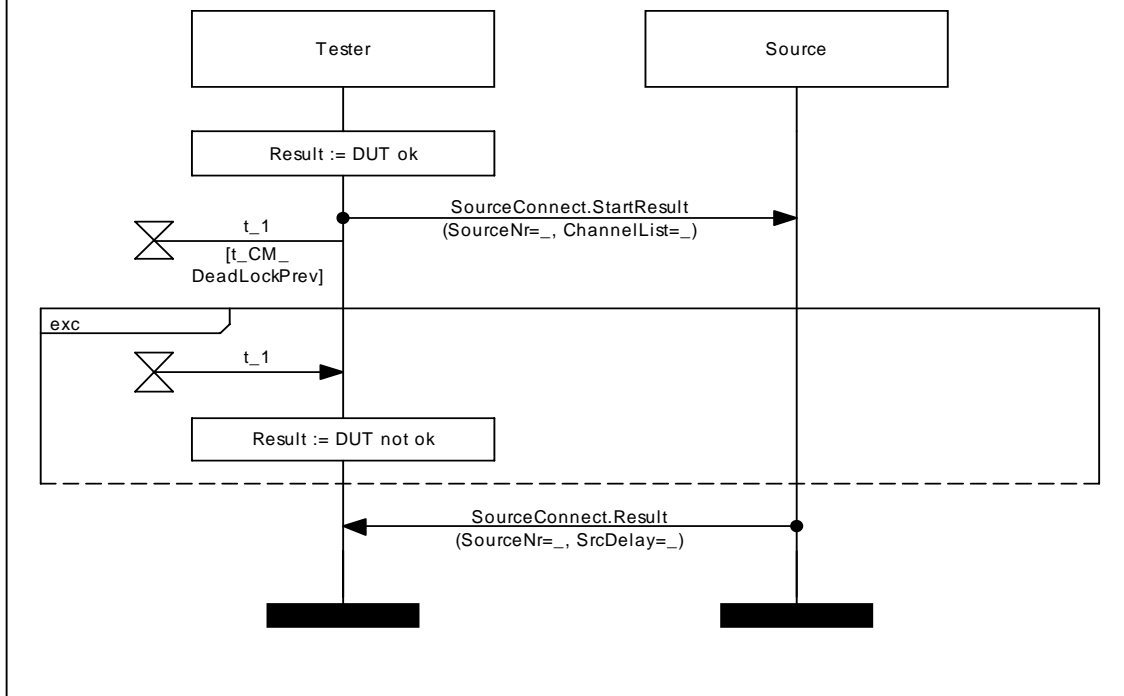 Tester
Source
Result := DUT ok
SourceConnect.StartResult
(SourceNr=_, ChannelList=_)
t_1
[t_CM_
DeadLockPrev]
exc
t_1
Result := DUT not ok
SourceConnect.Result
(SourceNr=_, SrcDelay=_)